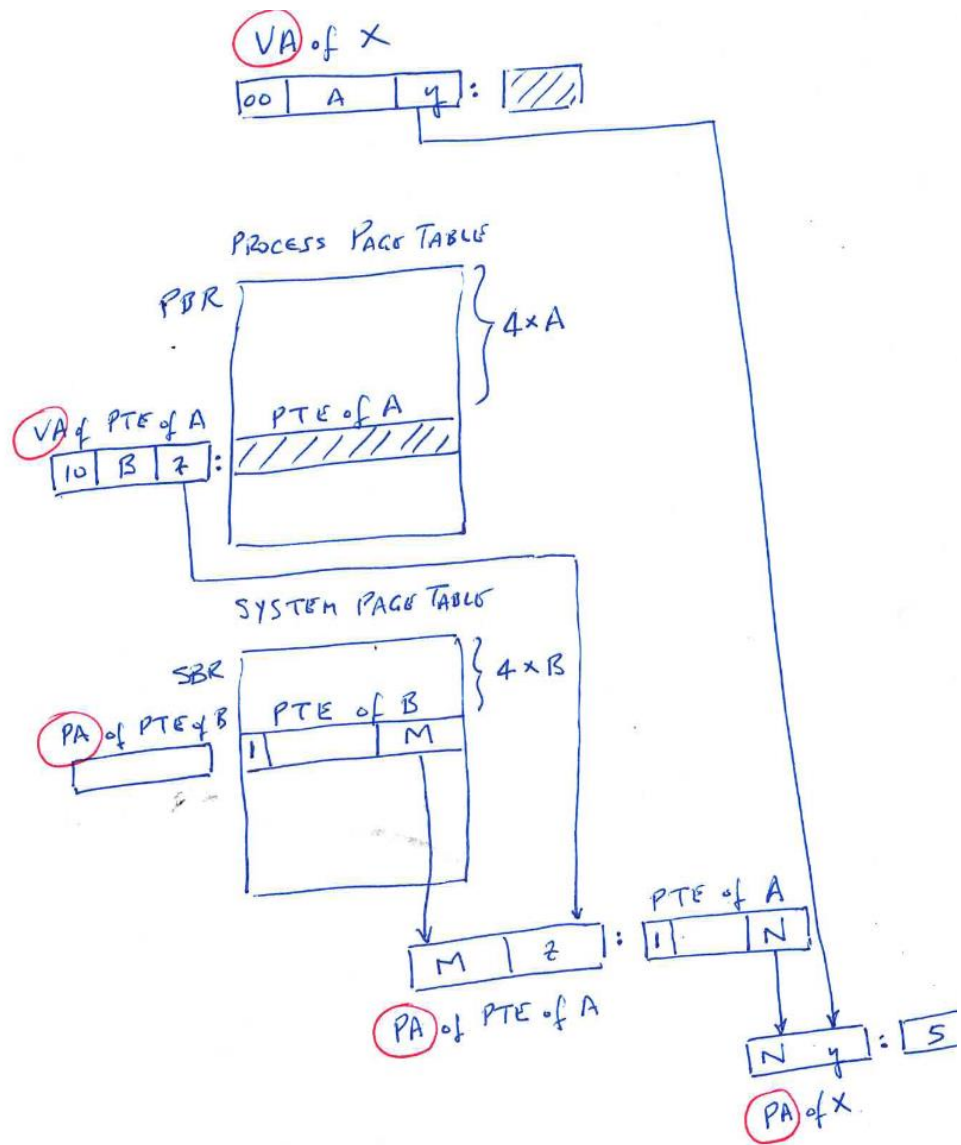 VA of X
00 A y :
PROCESS PAGE TABLE
PBR
4×A
PTE of A
VA of PTE of A
10 B z :
SYSTEM PAGE TABLE
SBR
4×B
PTE of B
PA of PTE of B
1 M
PTE of A
M z : 1 N
PA of PTE of A
N y : 5
PA of X